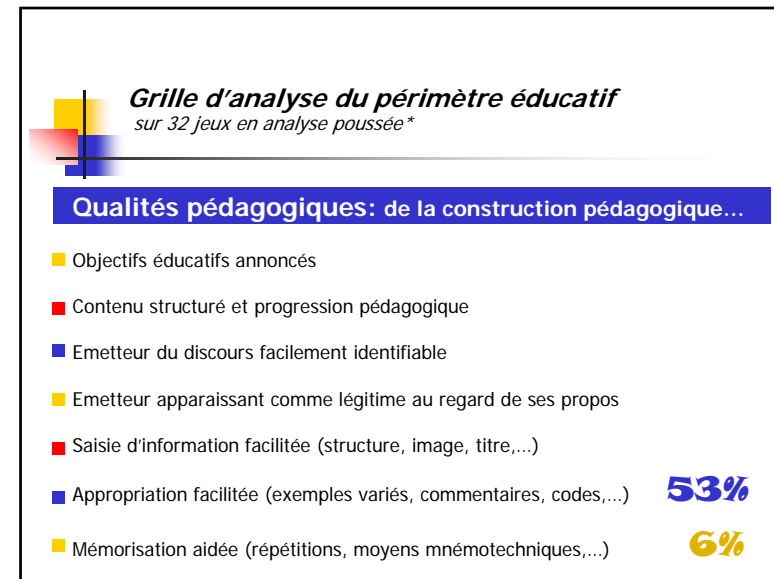 Grille d'analyse du périmètre éducatif
sur 32 jeux en analyse poussée*
Qualités pédagogiques: de la construction pédagogique...
Objectifs éducatifs annoncés
Contenu structuré et progression pédagogique
Emetteur du discours facilement identifiable
Emetteur apparaissant comme légitime au regard de ses propos
Saisie d'information facilitée (structure, image, titre,...)
Appropriation facilitée (exemples variés, commentaires, codes,...) 53%
Mémorisation aidée (répétitions, moyens mnémotechniques,...) 6%